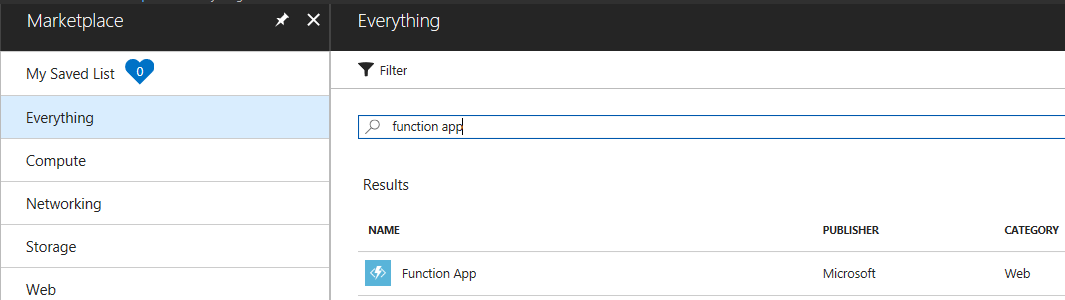 Marketplace
My Saved List 0
Everything
Compute
Networking
Storage
Web
Everything
Filter
function app
Results
NAME PUBLISHER CATEGORY
Function App Microsoft Web